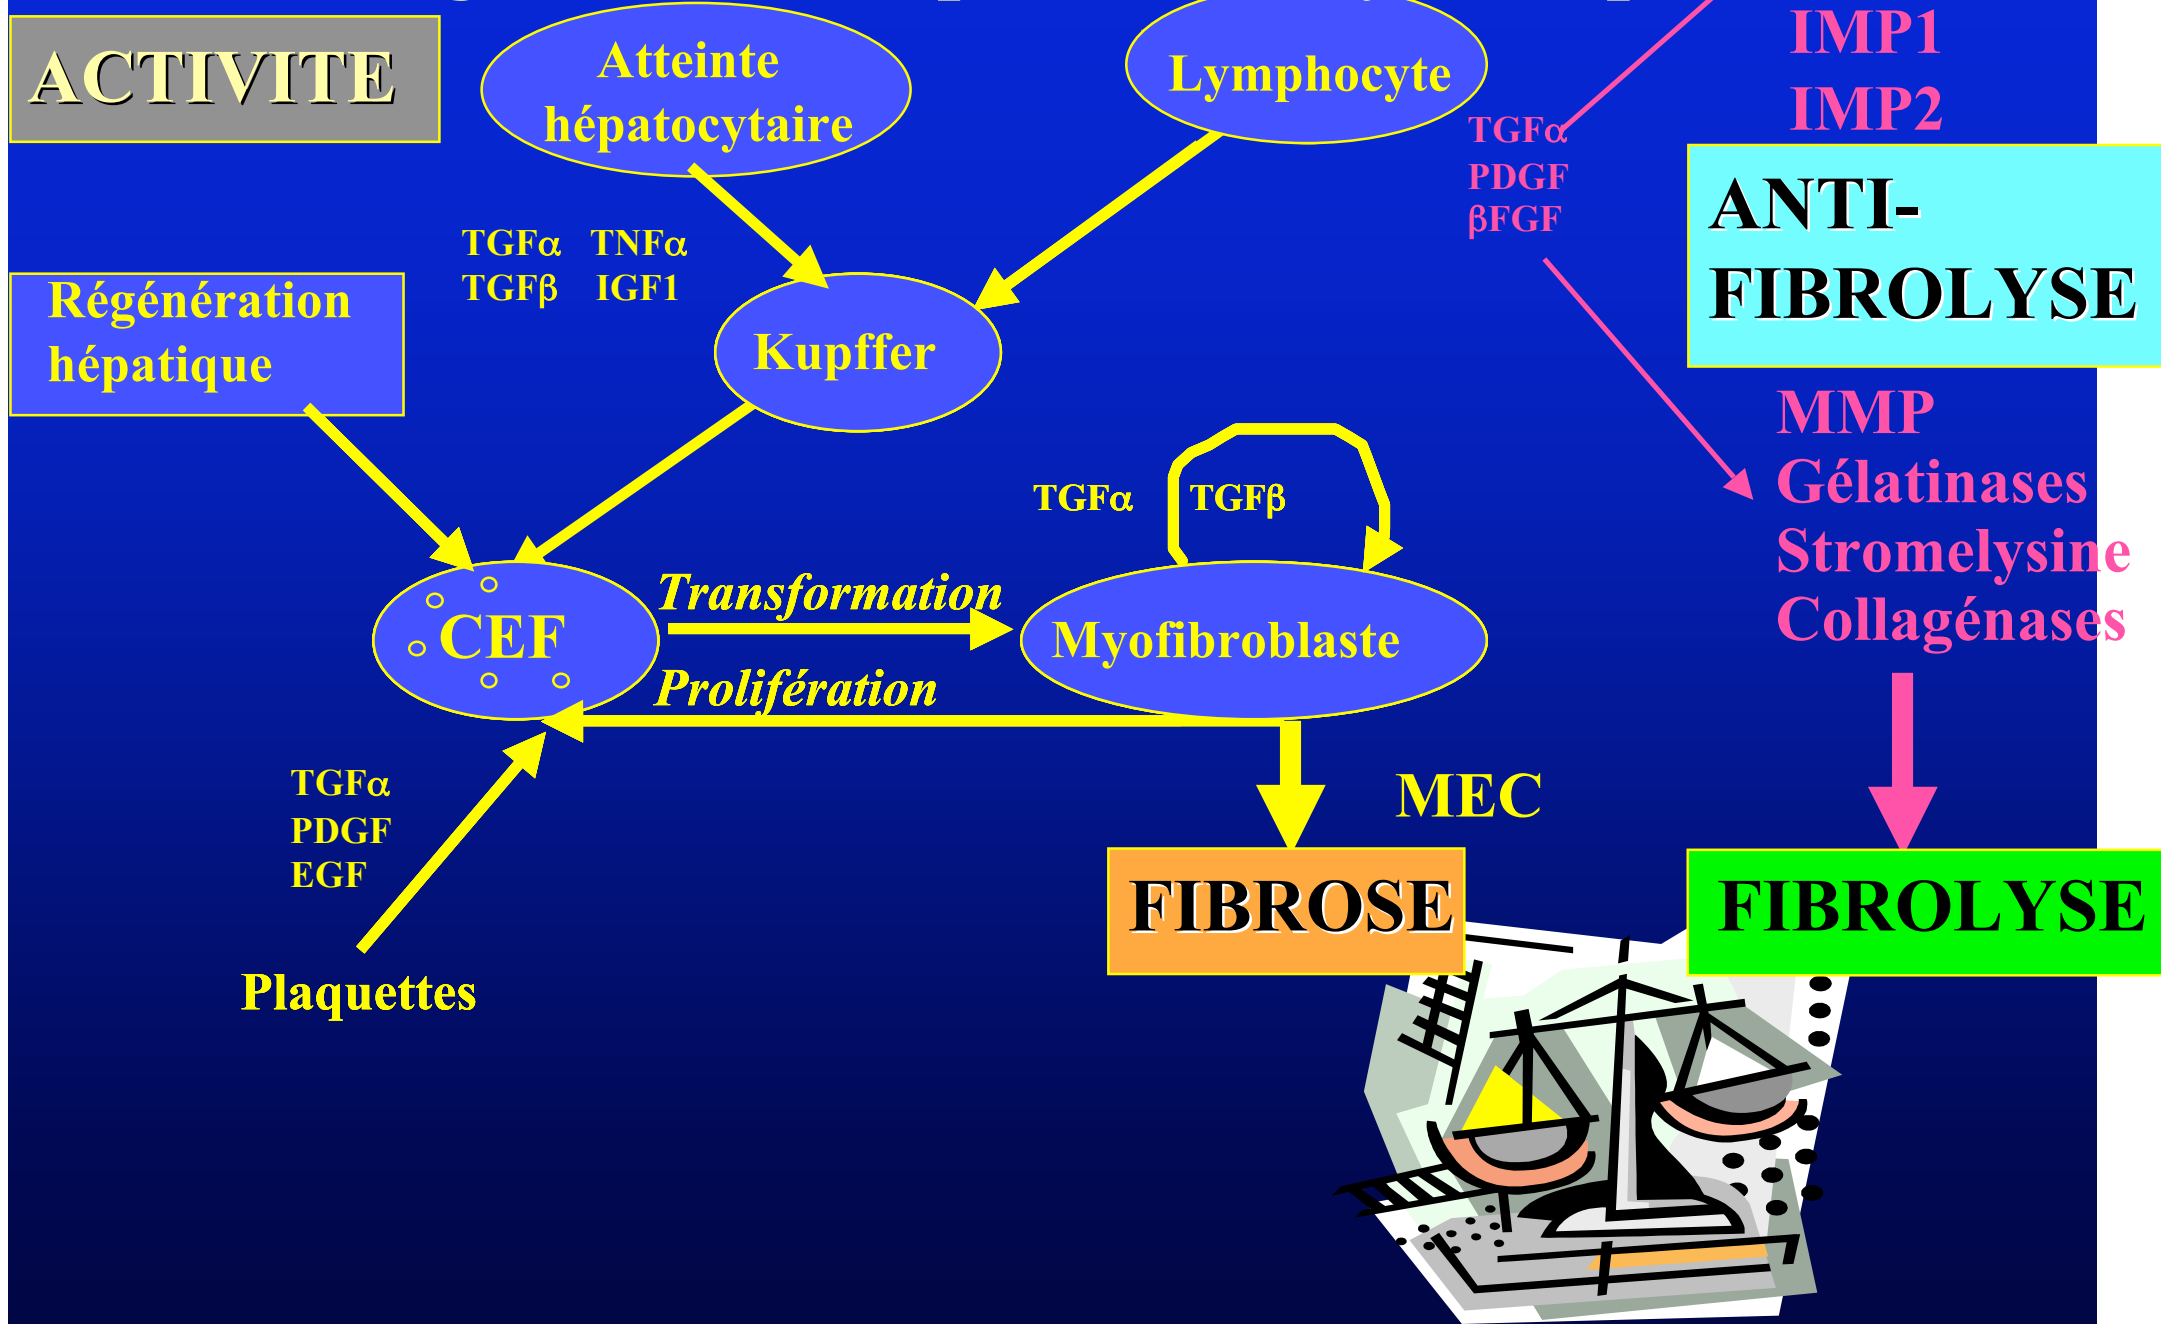 ACTIVITE
Atteinte
hépatocytaire
Lymphocyte
IMP1
IMP2
TGFα
PDGF
βFGF
ANTI-
FIBROLYSE
TGFα TNFα
TGFβ IGF1
Régénération
hépatique
Kupffer
MMP
Gélatinases
Stromelysine
Collagénases
TGFα TGFβ
Transformation
CEF
Myofibroblaste
Prolifération
TGFα
PDGF
EGF
MEC
FIBROSE
FIBROLYSE
Plaquettes